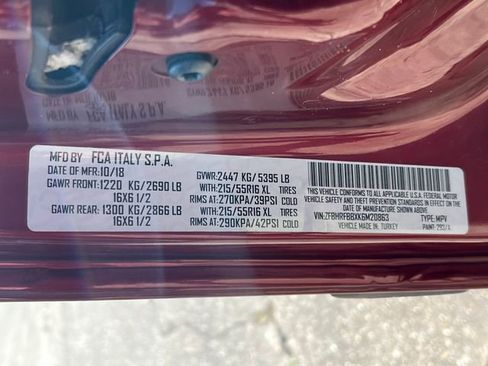 MFD BY FCA ITALY S.P.A.
DATE OF MFR:10/18 GVWR:2447 KG/ 5395 LB
GAWR FRONT:1220 KG/2690 LB WITH:215/55R16 XL TIRES
16X6 1/2 RIMS AT:270KPA/39PSI COLD
GAWR REAR: 1300 KG/2866 LB WITH:215/55R16 XL TIRES
16X6 1/2 RIMS AT:290KPA/42PSI COLD
THIS VEHICLE CONFORMS TO ALL APPLICABLE U.S.A. FEDERAL MOTOR
VEHICLE SAFETY AND THEFT PREVENTION STANDARDS IN EFFECT ON THE
DATE OF MANUFACTURE SHOWN ABOVE.
VIN:ZFBHRFBBXK6M20863 TYPE: MPV
VEHICLE MADE IN: TURKEY PAINT:293/A